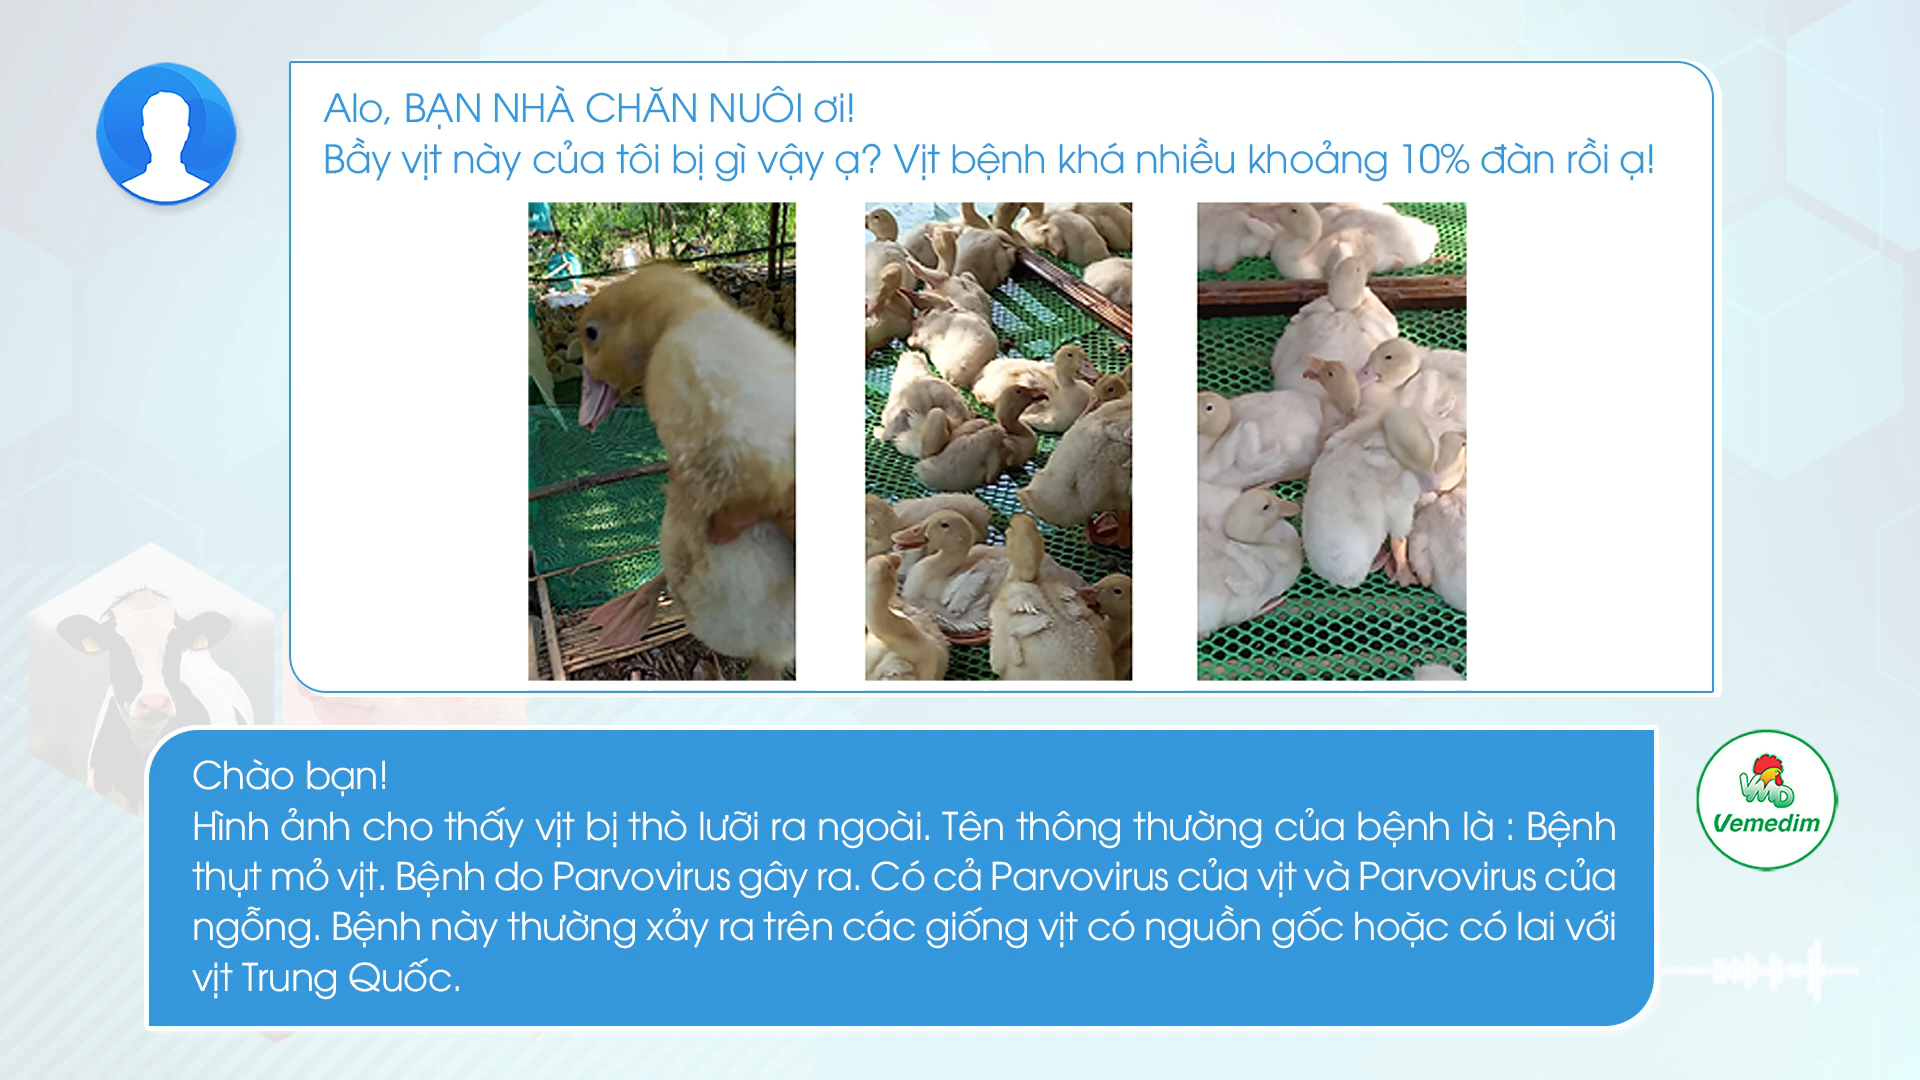 Alo, BẠN NHÀ CHĂN NUÔI ơi!
Bầy vịt này của tôi bị gì vậy ạ? Vịt bệnh khá nhiều khoảng 10% đàn rồi ạ!
Chào bạn!
Hình ảnh cho thấy vịt bị thò lưỡi ra ngoài. Tên thông thường của bệnh là : Bệnh
thụt mỏ vịt. Bệnh do Parvovirus gây ra. Có cả Parvovirus của vịt và Parvovirus của
ngỗng. Bệnh này thường xảy ra trên các giống vịt có nguồn gốc hoặc có lai với
vịt Trung Quốc.
VMD
Vemedim